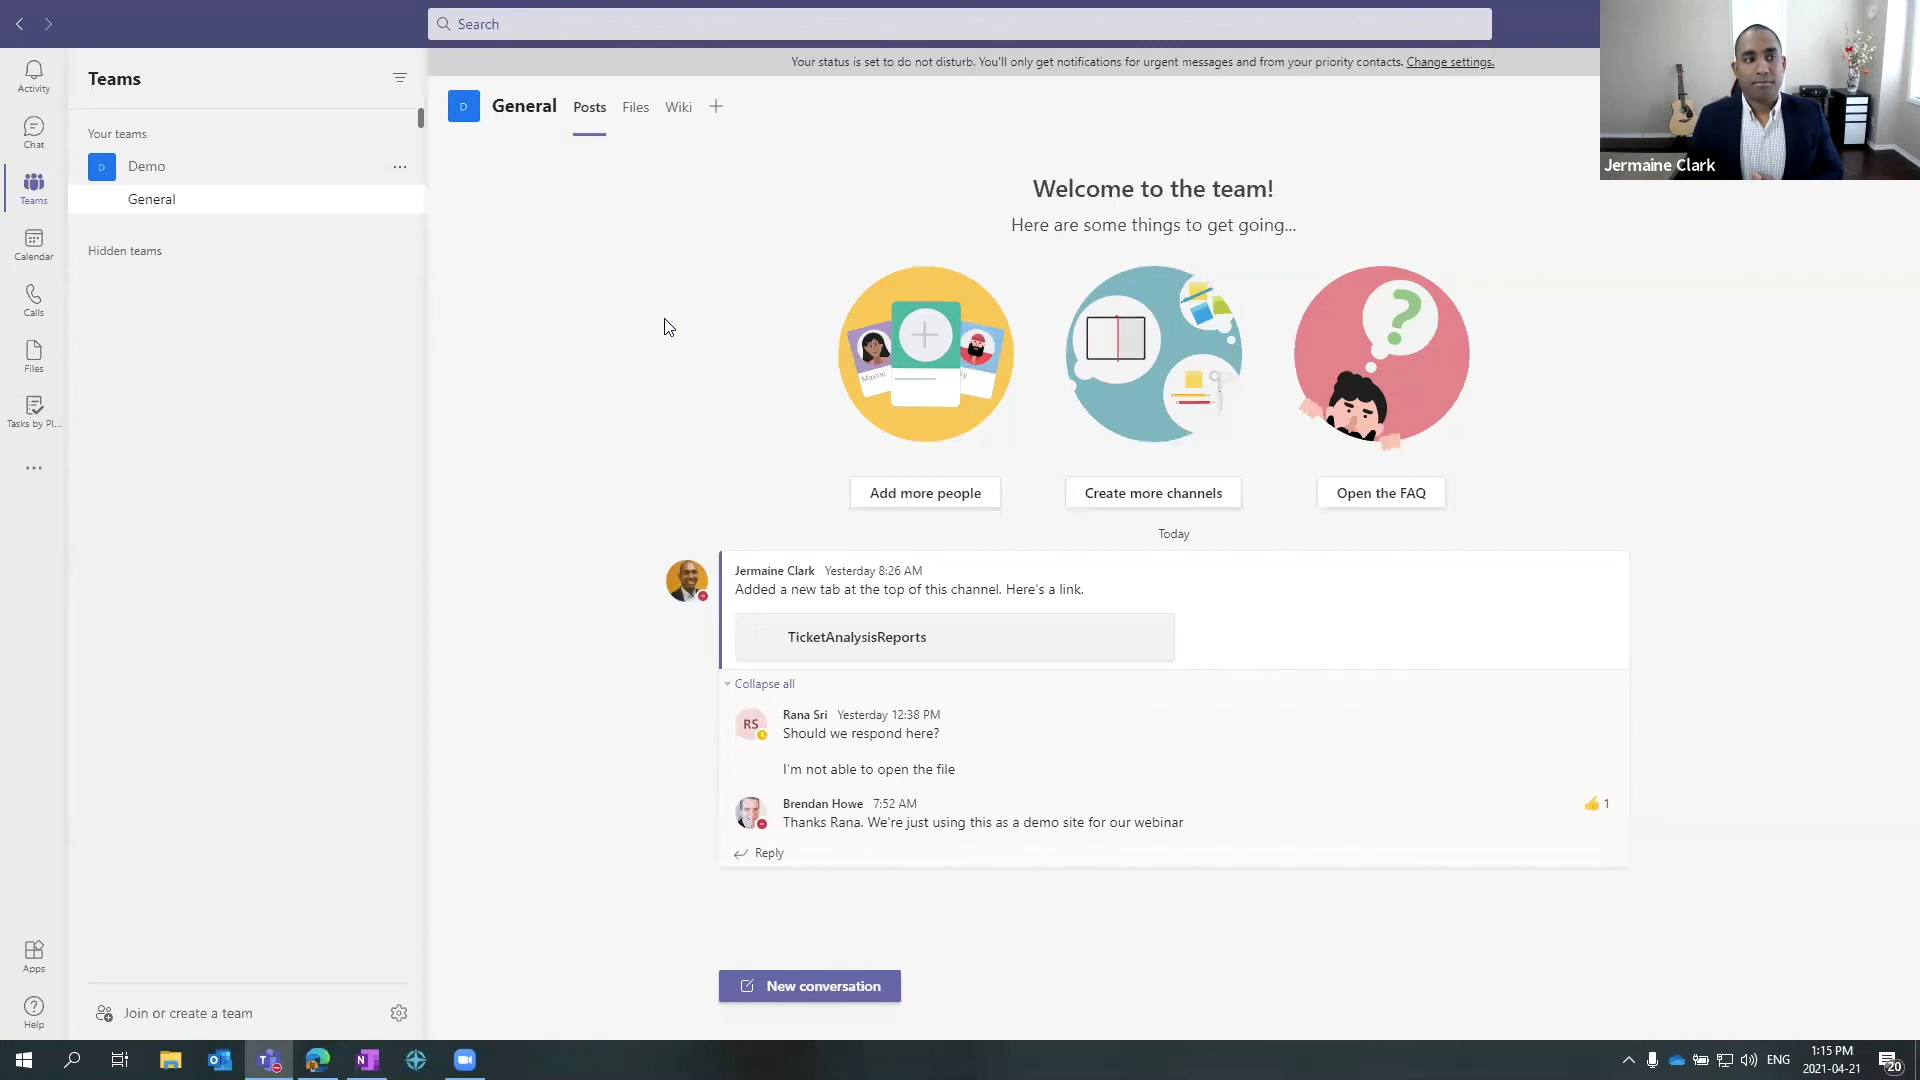 Search
Your status is set to do not disturb. You'll only get notifications for urgent messages and from your priority contacts. Change settings.
Jermaine Clark
Activity
Chat
Teams
Calendar
Calls
Files
Tasks by Pl...
Apps
Help
Teams
Your teams
D Demo
General
Hidden teams
Join or create a team
D General Posts Files Wiki
Welcome to the team!
Here are some things to get going...
Maxine
Add more people
Create more channels
Open the FAQ
Today
Jermaine Clark Yesterday 8:26 AM
Added a new tab at the top of this channel. Here's a link.
TicketAnalysisReports
Collapse all
RS
Rana Sri Yesterday 12:38 PM
Should we respond here?
I'm not able to open the file
Brendan Howe 7:52 AM
1
Thanks Rana. We're just using this as a demo site for our webinar
Reply
New conversation
ENG
1:15 PM
2021-04-21
20